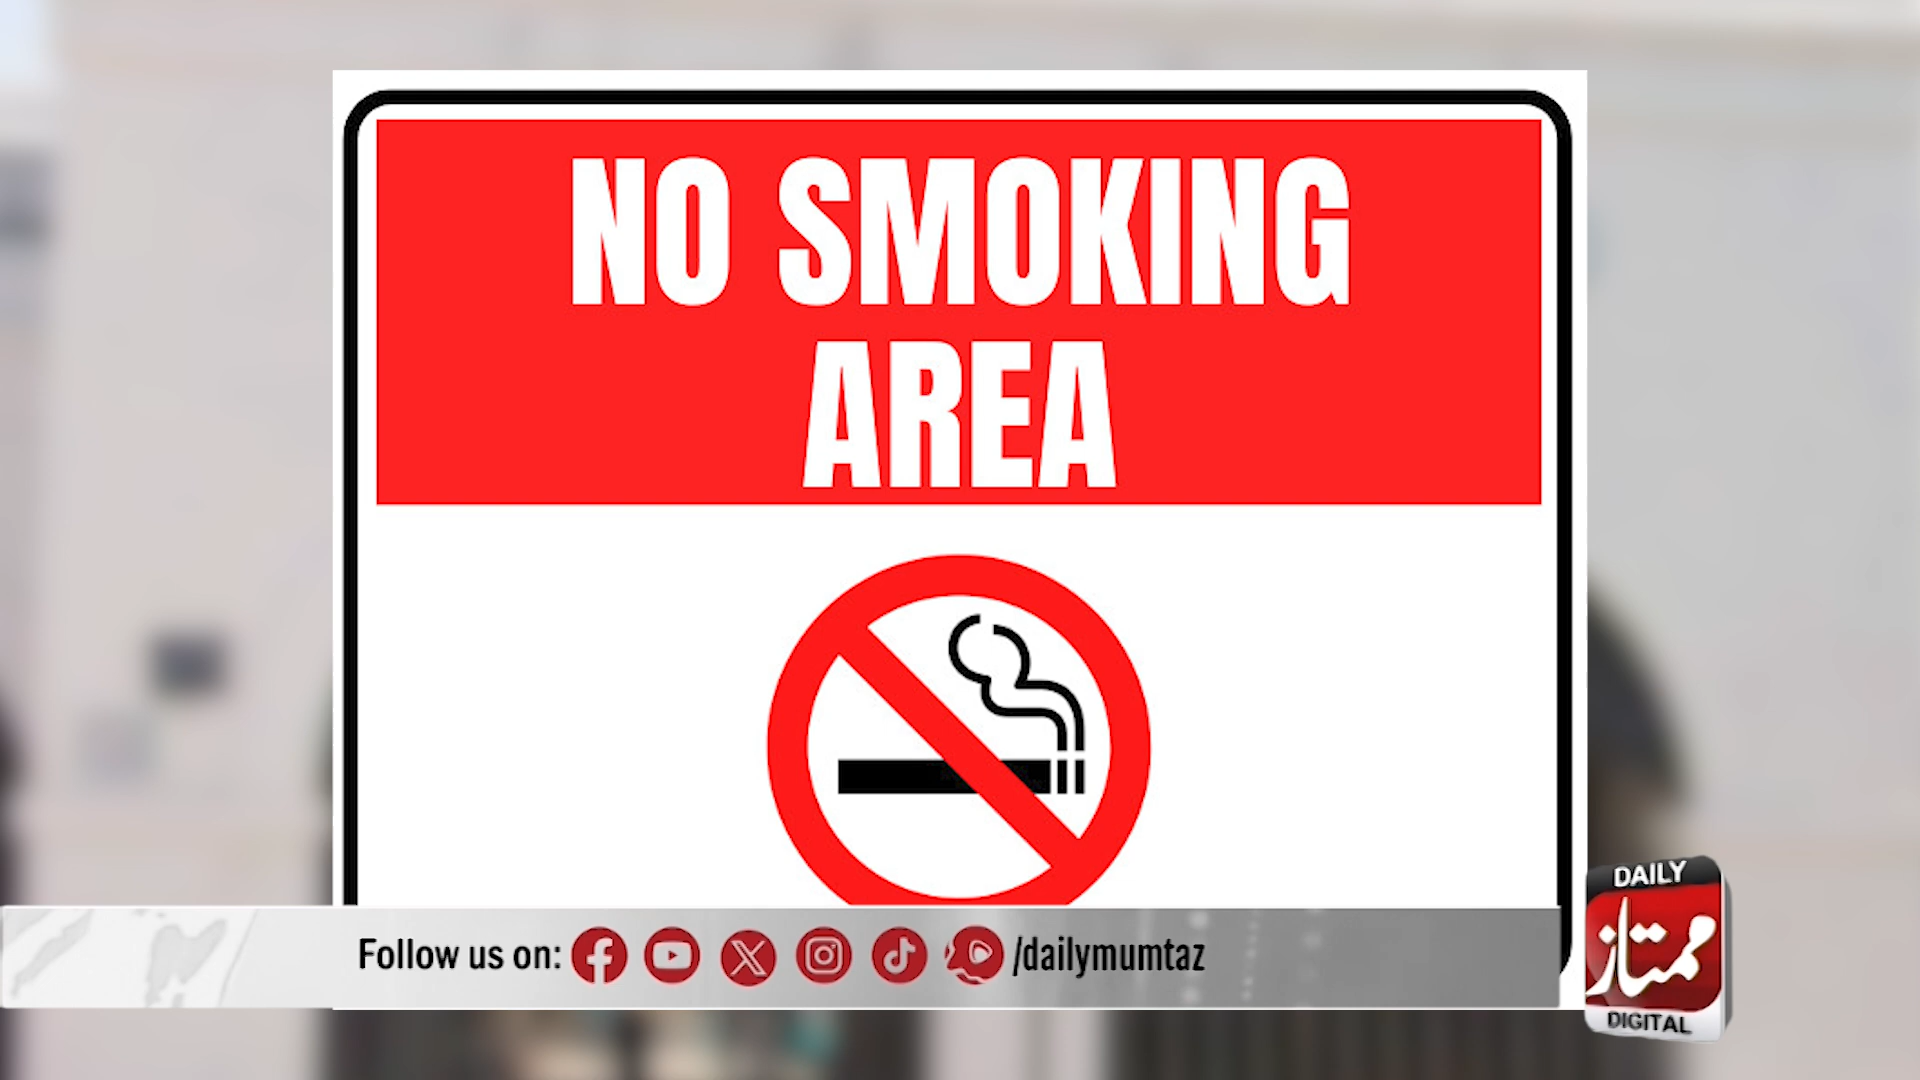 NO SMOKING
AREA
Follow us on: /dailymumtaz
DAILY
ممتاز
DIGITAL